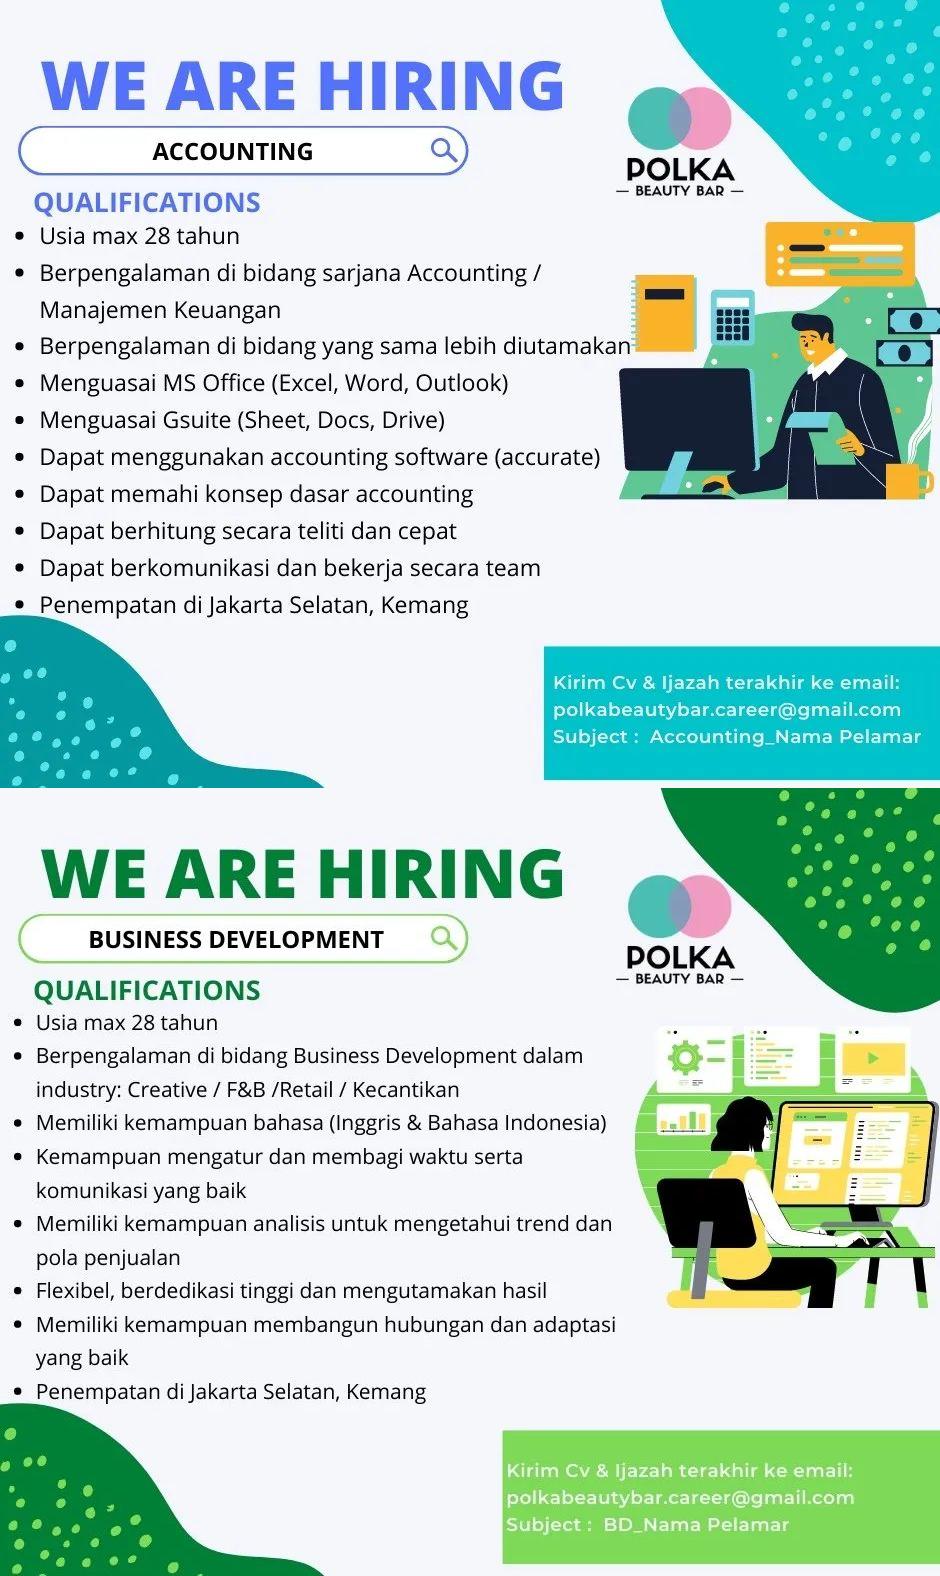 WE ARE HIRING
ACCOUNTING
POLKA
BEAUTY BAR
QUALIFICATIONS
Usia max 28 tahun
Berpengalaman di bidang sarjana Accounting /
Manajemen Keuangan
Berpengalaman di bidang yang sama lebih diutamakan
Menguasai MS Office (Excel, Word, Outlook)
Menguasai Gsuite (Sheet, Docs, Drive)
Dapat menggunakan accounting software (accurate)
Dapat memahi konsep dasar accounting
Dapat berhitung secara teliti dan cepat
Dapat berkomunikasi dan bekerja secara team
Penempatan di Jakarta Selatan, Kemang
Kirim Cv & Ijazah terakhir ke email:
polkabeautybar.career@gmail.com
Subject :  Accounting_Nama Pelamar
WE ARE HIRING
BUSINESS DEVELOPMENT
POLKA
BEAUTY BAR
QUALIFICATIONS
Usia max 28 tahun
Berpengalaman di bidang Business Development dalam
industry: Creative / F&B /Retail / Kecantikan
Memiliki kemampuan bahasa (Inggris & Bahasa Indonesia)
Kemampuan mengatur dan membagi waktu serta
komunikasi yang baik
Memiliki kemampuan analisis untuk mengetahui trend dan
pola penjualan
Flexibel, berdedikasi tinggi dan mengutamakan hasil
Memiliki kemampuan membangun hubungan dan adaptasi
yang baik
Penempatan di Jakarta Selatan, Kemang
Kirim Cv & Ijazah terakhir ke email:
polkabeautybar.career@gmail.com
Subject :  BD_Nama Pelamar